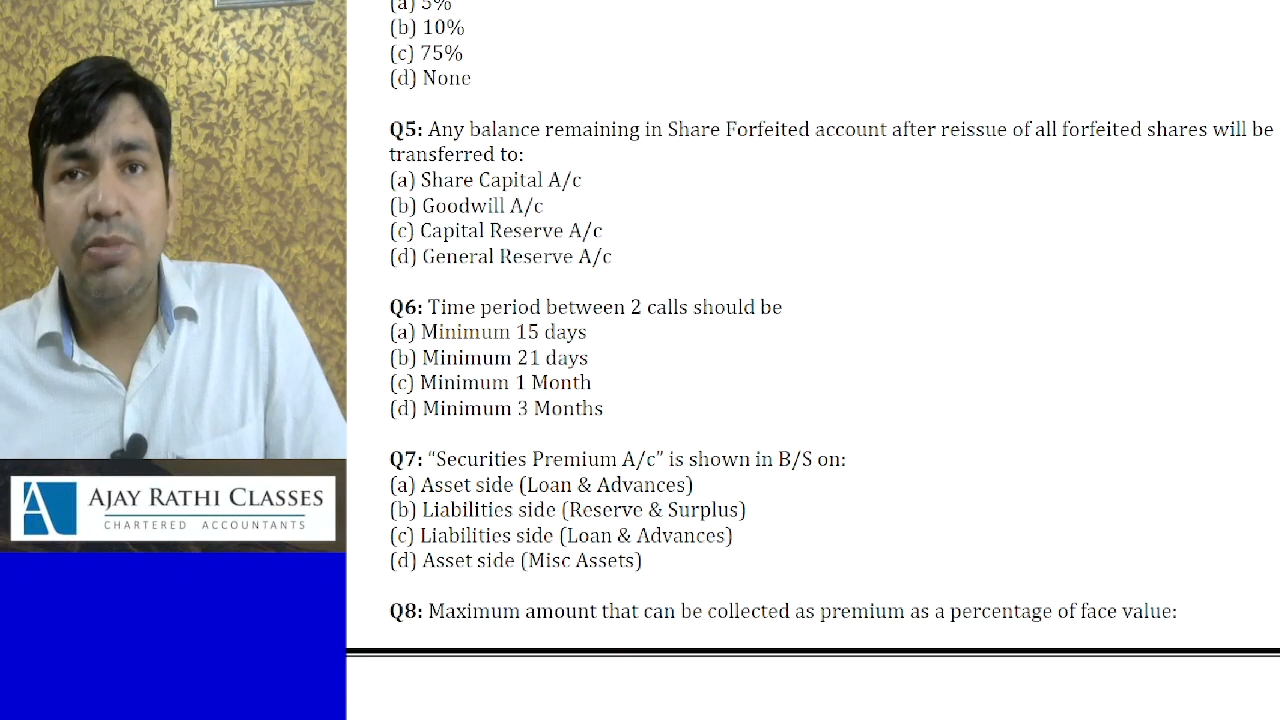 (a) 5%
(b) 10%
(c) 75%
(d) None
Q5: Any balance remaining in Share Forfeited account after reissue of all forfeited shares will be
transferred to:
(a) Share Capital A/c
(b) Goodwill A/c
(c) Capital Reserve A/c
(d) General Reserve A/c
Q6: Time period between 2 calls should be
(a) Minimum 15 days
(b) Minimum 21 days
(c) Minimum 1 Month
(d) Minimum 3 Months
Q7: “Securities Premium A/c” is shown in B/S on:
(a) Asset side (Loan & Advances)
(b) Liabilities side (Reserve & Surplus)
(c) Liabilities side (Loan & Advances)
(d) Asset side (Misc Assets)
Q8: Maximum amount that can be collected as premium as a percentage of face value:
A
AJAY RATHI CLASSES
CHARTERED ACCOUNTANTS